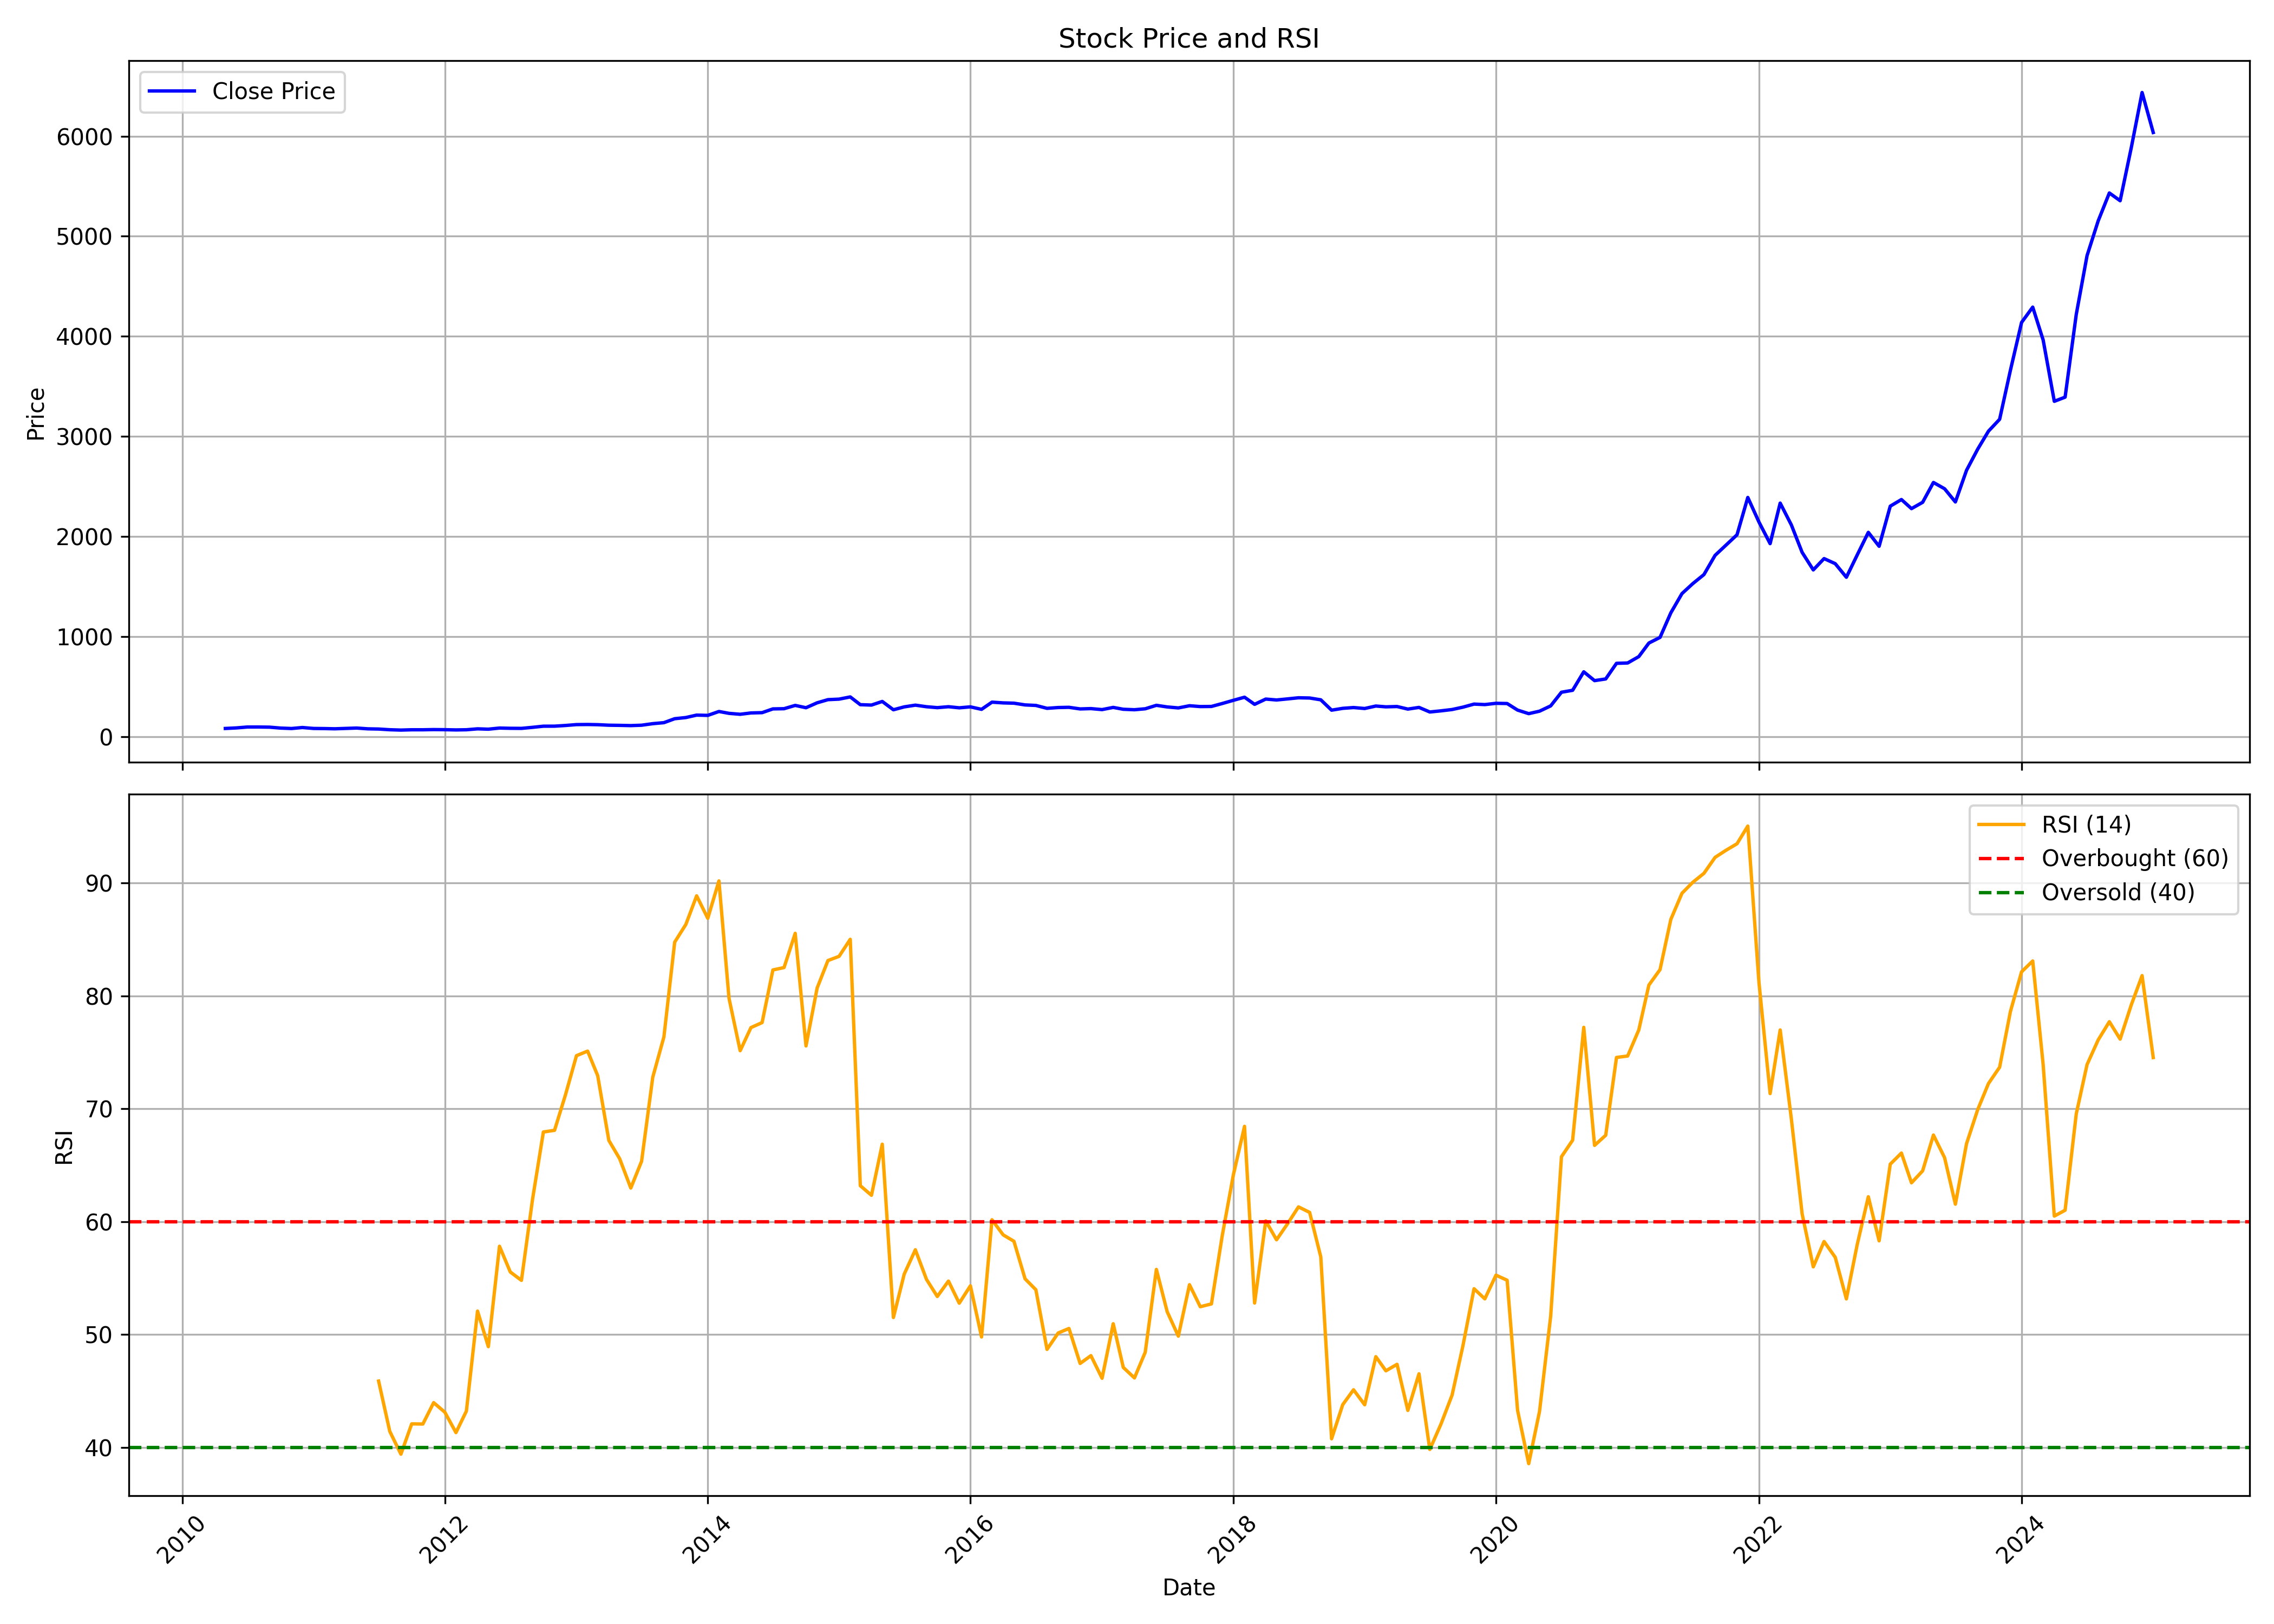 Stock Price and RSI
Close Price
Price
6000
5000
4000
3000
2000
1000
0
RSI (14)
Overbought (60)
Oversold (40)
RSI
90
80
70
60
50
40
2010
2012
2014
2016
2018
2020
2022
2024
Date